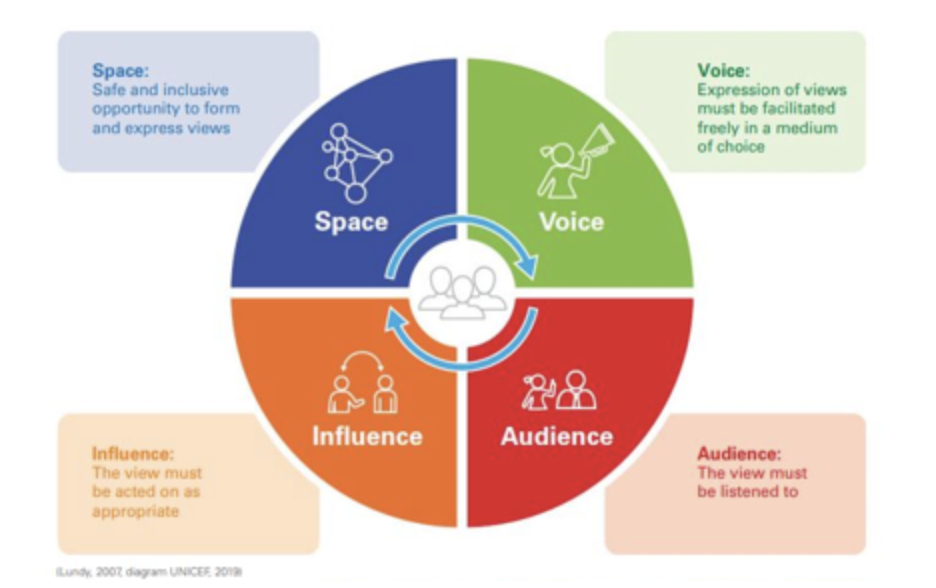 Space:
Safe and inclusive
opportunity to form
and express views
Voice:
Expression of views
must be facilitated
freely in a medium
of choice
Space
Voice
Influence
Audience
Influence:
The view must
be acted on as
appropriate
Audience:
The view must
be listened to
(Lundy, 2007, diagram UNICEF, 2019)